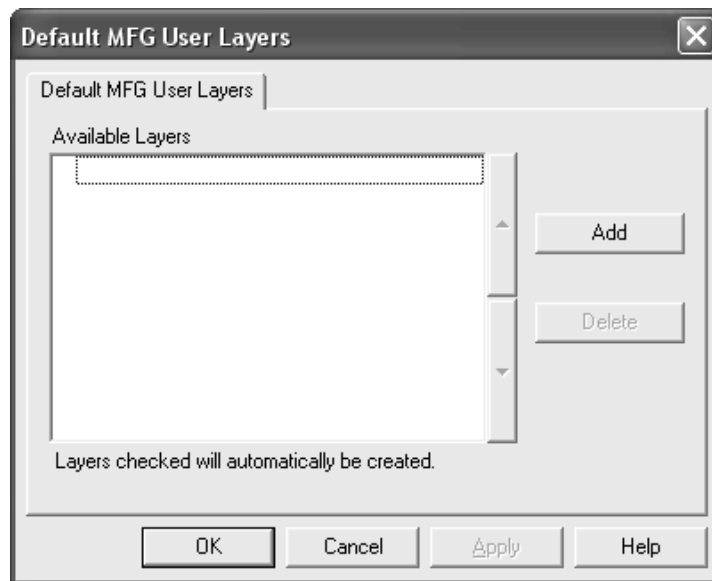 Default MFG User Layers
Default MFG User Layers
Available Layers
Add
Delete
Layers checked will automatically be created.
OK
Cancel
Apply
Help